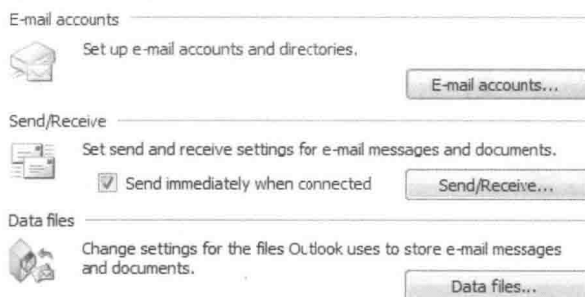 E-mail accounts
Set up e-mail accounts and directories.
E-mail accounts...
Send/Receive
Set send and receive settings for e-mail messages and documents.
Send immediately when connected
Send/Receive...
Data files
Change settings for the files Outlook uses to store e-mail messages
and documents.
Data files...